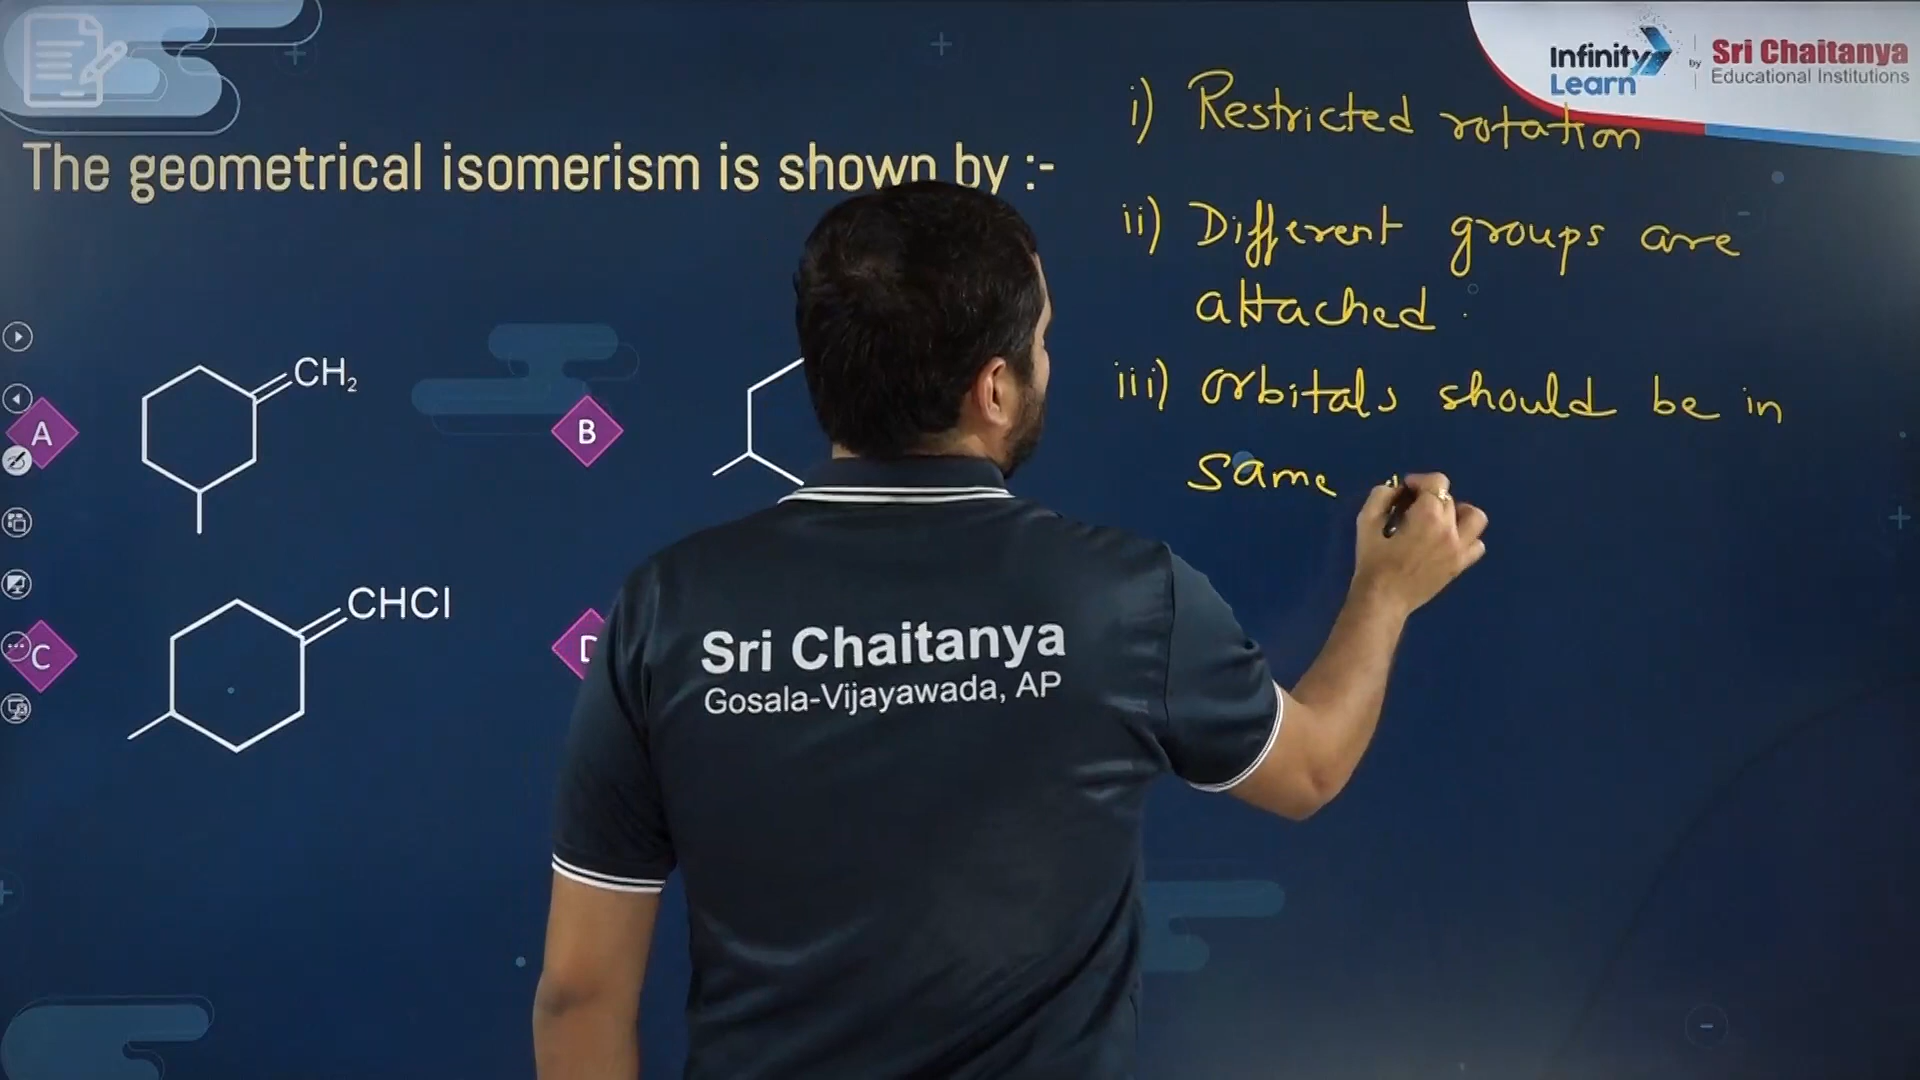 Infinity Learn
by
Sri Chaitanya
Educational Institutions
The geometrical isomerism is shown by :-
i) Restricted rotation
ii) Different groups are
attached.
iii) orbitals should be in
same
A
CH2
B
C
CHCl
D
Sri Chaitanya
Gosala-Vijayawada, AP